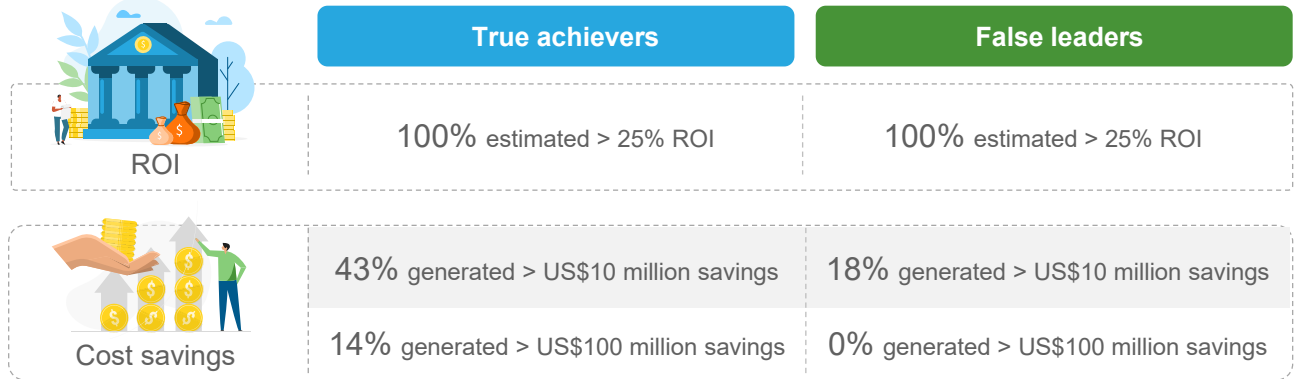 True achievers
False leaders
ROI
100% estimated > 25% ROI
100% estimated > 25% ROI
Cost savings
43% generated > US$10 million savings
18% generated > US$10 million savings
14% generated > US$100 million savings
0% generated > US$100 million savings